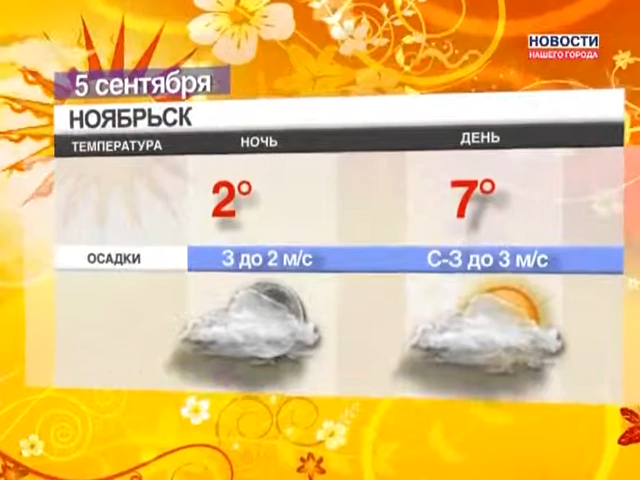 НОВОСТИ
НАШЕГО ГОРОДА
5 сентября
НОЯБРЬСК
ТЕМПЕРАТУРА НОЧЬ ДЕНЬ
2° 7°
ОСАДКИ З до 2 м/с С-З до 3 м/с